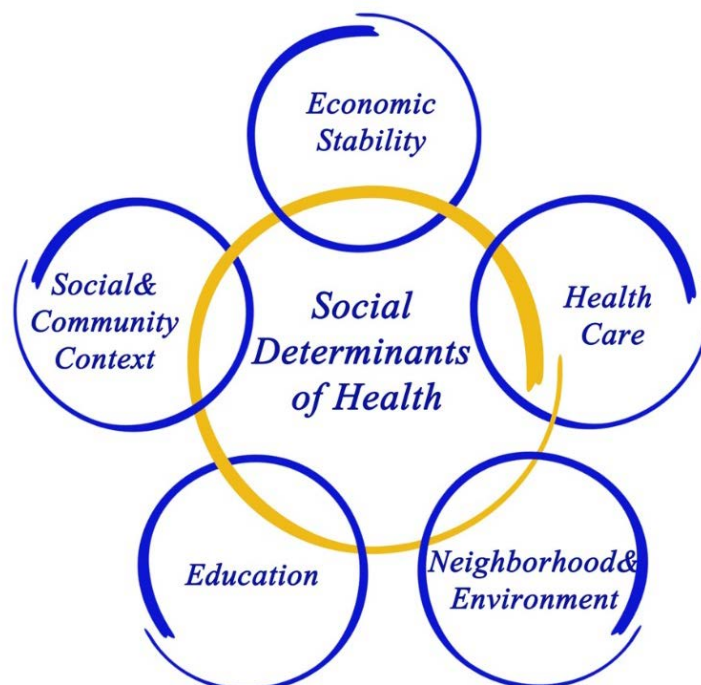 Economic
Stability
Social&
Community
Context
Social
Determinants
of Health
Health
Care
Education
Neighborhood&
Environment